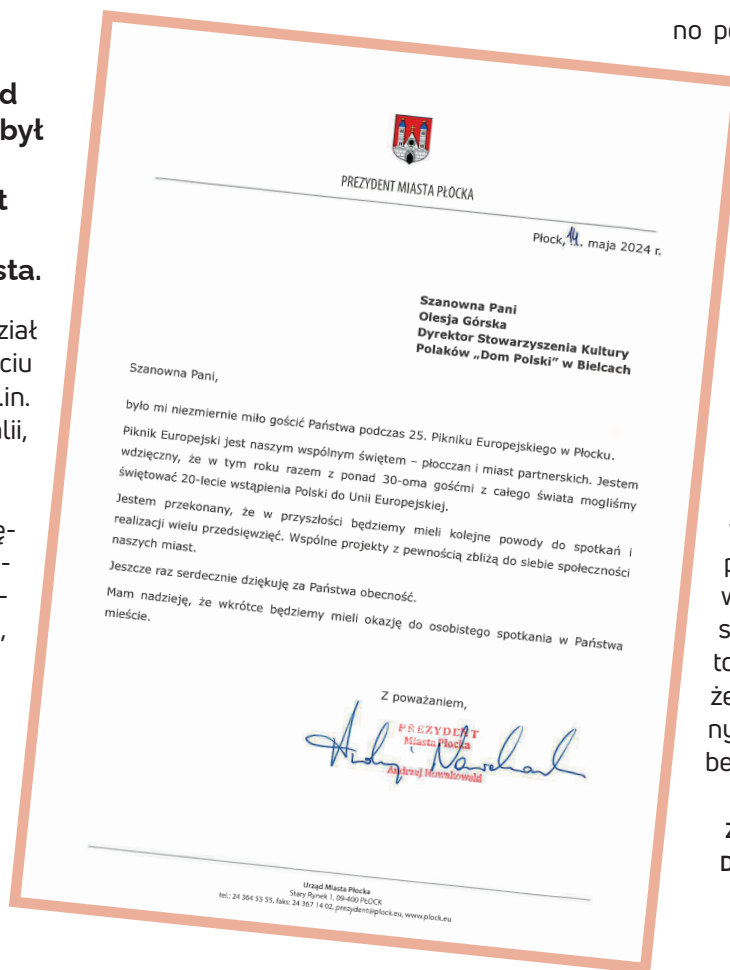 d
był
t
sta.
ział
ciu
.in.
lii,
ę-
-
-
,
PREZYDENT MIASTA PŁOCKA
Płock, 14. maja 2024 r.
Szanowna Pani
Olesja Górska
Dyrektor Stowarzyszenia Kultury
Polaków „Dom Polski” w Bielcach
Szanowna Pani,
było mi niezmiernie miło gościć Państwa podczas 25. Pikniku Europejskiego w Płocku.
Piknik Europejski jest naszym wspólnym świętem – płocczan i miast partnerskich. Jestem
wdzięczny, że w tym roku razem z ponad 30-oma gośćmi z całego świata mogliśmy
świętować 20-lecie wstąpienia Polski do Unii Europejskiej.
Jestem przekonany, że w przyszłości będziemy mieli kolejne powody do spotkań i
realizacji wielu przedsięwzięć. Wspólne projekty z pewnością zbliżą do siebie społeczności
naszych miast.
Jeszcze raz serdecznie dziękuję za Państwa obecność.
Mam nadzieję, że wkrótce będziemy mieli okazję do osobistego spotkania w Państwa
mieście.
Z poważaniem,
PREZYDENT
Miasta Płocka
Andrzej Nowakowski
Urząd Miasta Płocka
Stary Rynek 1, 09-400 PŁOCK
tel.: 24 364 55 55, faks: 24 367 14 02, prezydent@plock.eu, www.plock.eu
no p
p
w
s
to
że
ny
be
Z
D